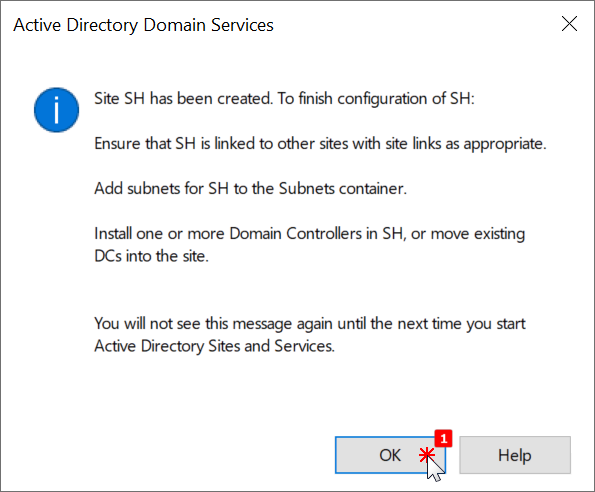 Active Directory Domain Services
Site SH has been created. To finish configuration of SH:
Ensure that SH is linked to other sites with site links as appropriate.
Add subnets for SH to the Subnets container.
Install one or more Domain Controllers in SH, or move existing
DCs into the site.
You will not see this message again until the next time you start
Active Directory Sites and Services.
1
OK
Help